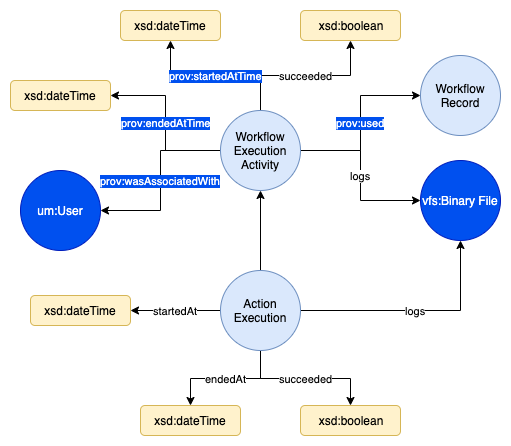 xsd:dateTime
xsd:boolean
prov:startedAtTime
succeeded
xsd:dateTime
Workflow
Record
prov:endedAtTime
prov:used
Workflow
Execution
Activity
prov:wasAssociatedWith
logs
um:User
vfs:Binary File
xsd:dateTime
startedAt
Action
Execution
logs
endedAt
succeeded
xsd:dateTime
xsd:boolean